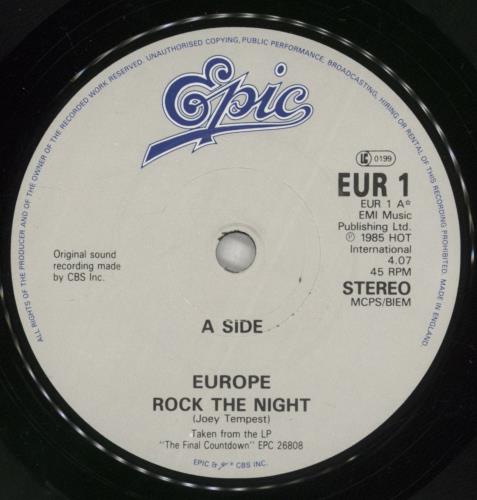 ALL RIGHTS OF THE PRODUCER AND OF THE OWNER OF THE RECORDED WORK RESERVED. UNAUTHORISED COPYING, PUBLIC PERFORMANCE, BROADCASTING, HIRING OR RENTAL OF THIS RECORD PROHIBITED. MADE IN ENGLAND.
Epic
LC 0199
EUR 1
EUR 1 A*
EMI Music
Publishing Ltd.
℗ 1985 HOT
International
4.07
45 RPM
STEREO
MCPS/BIEM
Original sound
recording made
by CBS Inc.
A SIDE
EUROPE
ROCK THE NIGHT
(Joey Tempest)
Taken from the LP
"The Final Countdown" EPC 26808
EPIC & CBS INC.